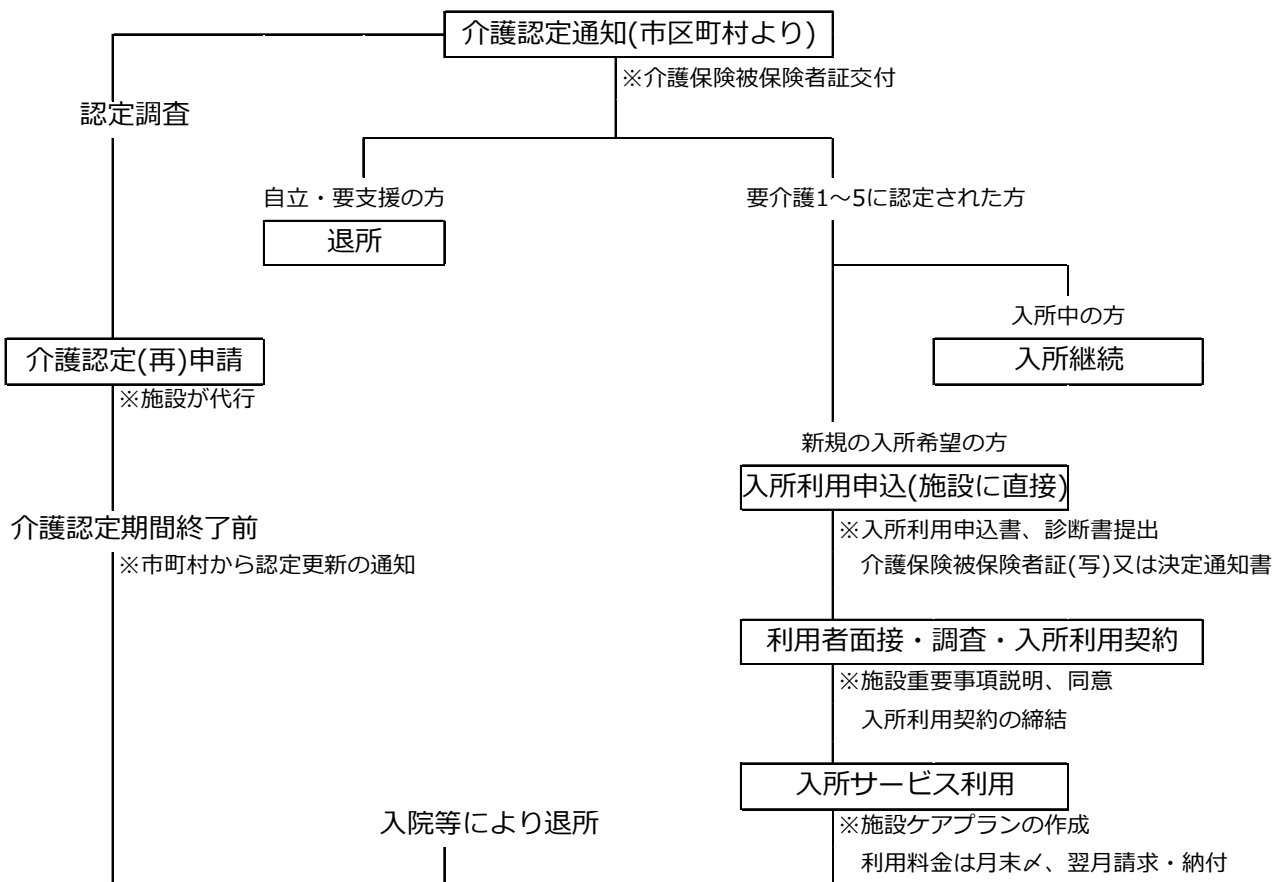 介護認定通知(市区町村より)
※介護保険被保険者証交付
認定調査
自立・要支援の方
要介護1～5に認定された方
退所
入所中の方
介護認定(再)申請
入所継続
※施設が代行
新規の入所希望の方
入所利用申込(施設に直接)
介護認定期間終了前
※入所利用申込書、診断書提出
※市町村から認定更新の通知
介護保険被保険者証(写)又は決定通知書
利用者面接・調査・入所利用契約
※施設重要事項説明、同意
入所利用契約の締結
入所サービス利用
入院等により退所
※施設ケアプランの作成
利用料金は月末〆、翌月請求・納付